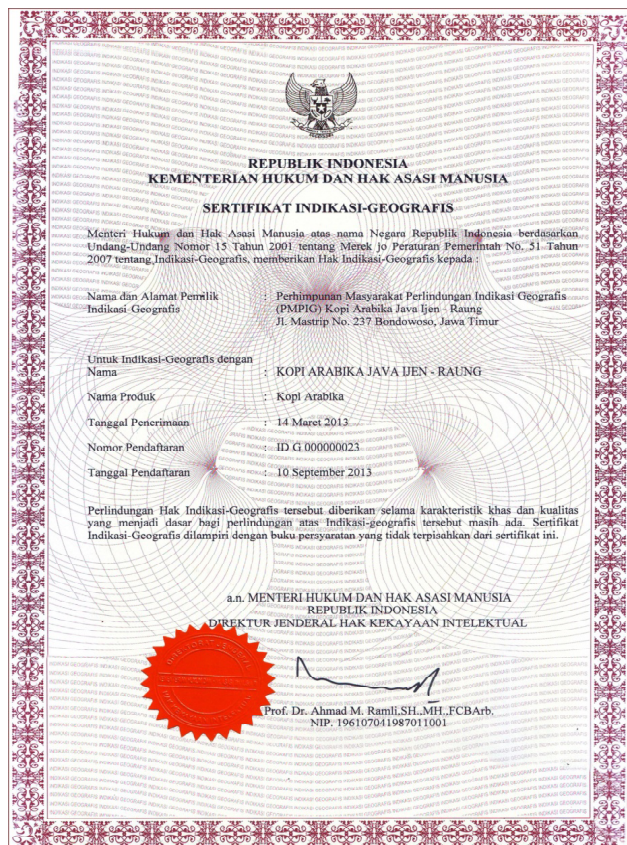 REPUBLIK INDONESIA
KEMENTERIAN HUKUM DAN HAK ASASI MANUSIA
SERTIFIKAT INDIKASI-GEOGRAFIS
Menteri Hukum dan Hak Asasi Manusia atas nama Negara Republik Indonesia berdasarkan
Undang-Undang Nomor 15 Tahun 2001 tentang Merek jo Peraturan Pemerintah No. 51 Tahun
2007 tentang Indikasi-Geografis, memberikan Hak Indikasi-Geografis kepada :
Nama dan Alamat Pemilik : Perhimpunan Masyarakat Perlindungan Indikasi Geografis
Indikasi Geografis (PMPIG) Kopi Arabika Java Ijen - Raung
Jl. Mastrip No. 237 Bondowoso, Jawa Timur
Untuk Indikasi-Geografis dengan
Nama : KOPI ARABIKA JAVA IJEN - RAUNG
Nama Produk : Kopi Arabika
Tanggal Penerimaan : 14 Maret 2013
Nomor Pendaftaran : ID G 000000023
Tanggal Pendaftaran : 10 September 2013
Perlindungan Hak Indikasi-Geografis tersebut diberikan selama karakteristik khas dan kualitas
yang menjadi dasar bagi perlindungan atas Indikasi-geografis tersebut masih ada. Sertifikat
Indikasi-Geografis dilampiri dengan buku persyaratan yang tidak terpisahkan dari sertifikat ini.
a.n. MENTERI HUKUM DAN HAK ASASI MANUSIA
REPUBLIK INDONESIA
DIREKTUR JENDERAL HAK KEKAYAAN INTELEKTUAL
Prof. Dr. Ahmad M. Ramli,SH.,MH.,FCBArb.
NIP. 196107041987011001